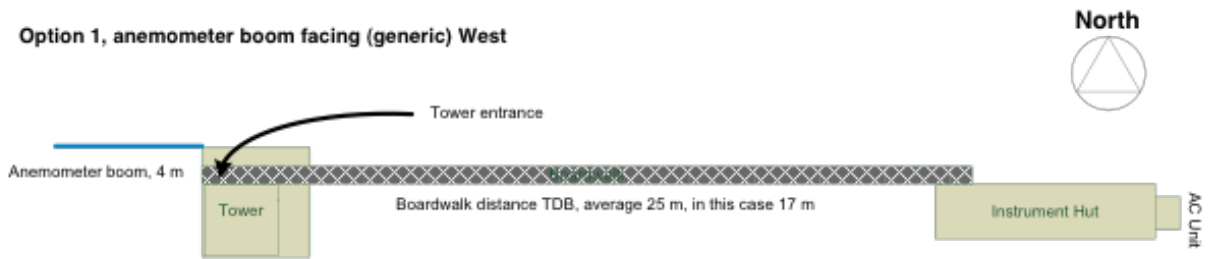 North
Option 1, anemometer boom facing (generic) West
Tower entrance
Anemometer boom, 4 m
Boardwalk
Tower
Boardwalk distance TDB, average 25 m, in this case 17 m
Instrument Hut
AC Unit